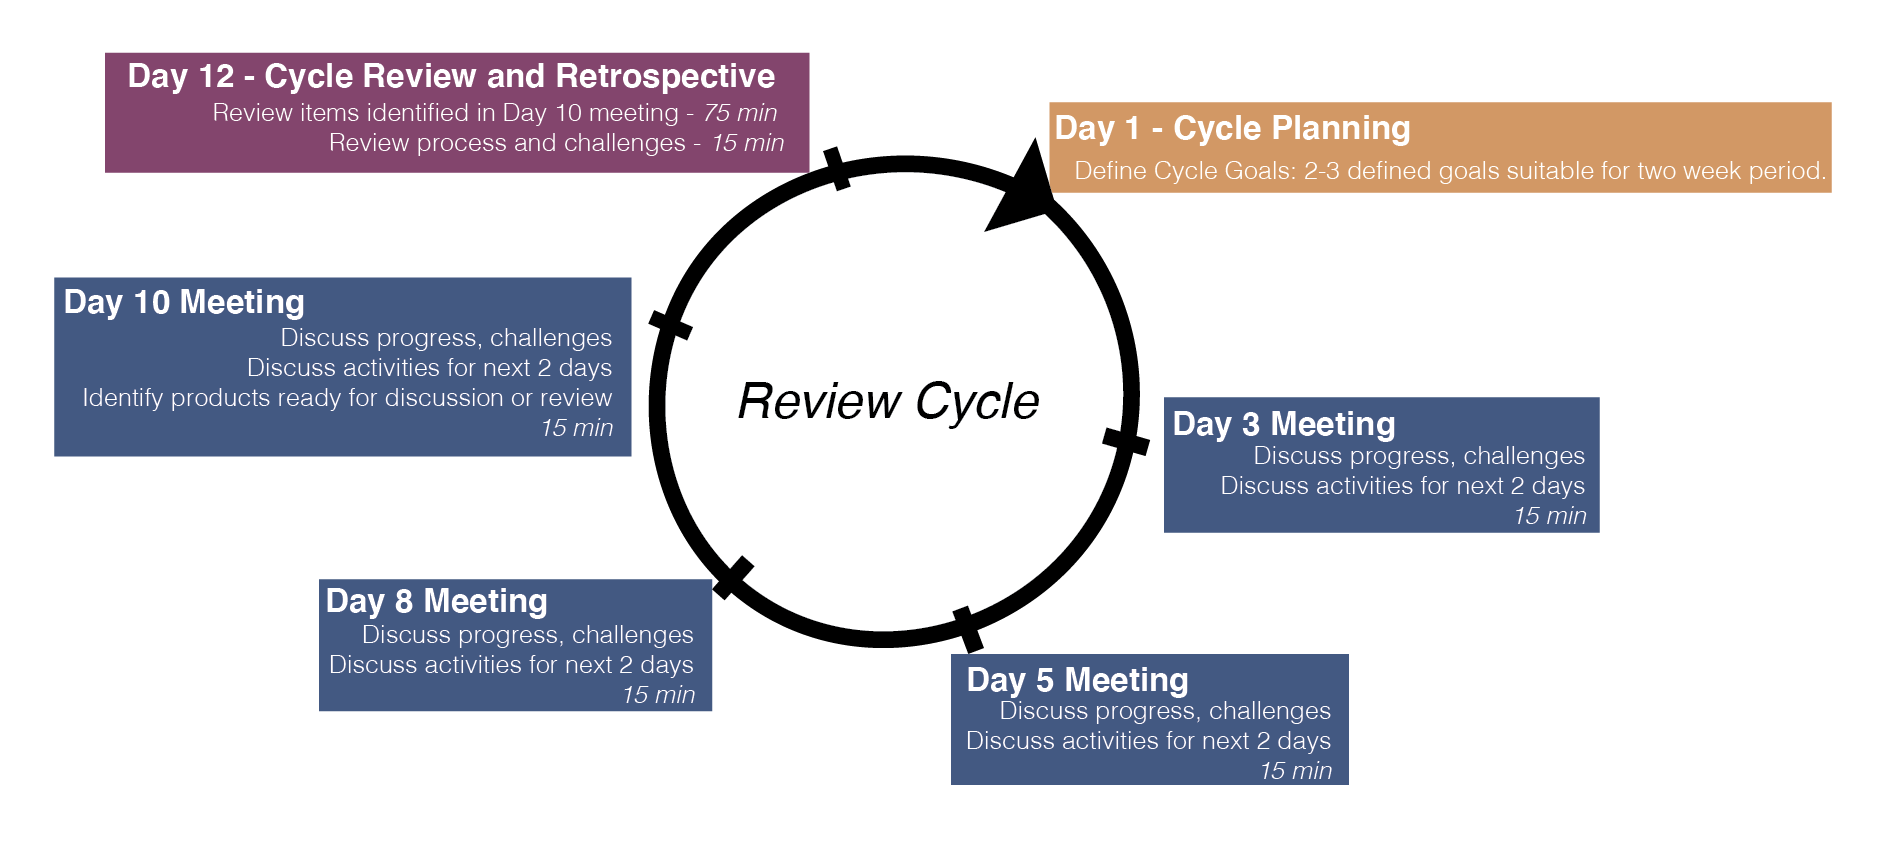 Day 12 - Cycle Review and Retrospective
Review items identified in Day 10 meeting - 75 min
Review process and challenges - 15 min
Day 1 - Cycle Planning
Define Cycle Goals: 2-3 defined goals suitable for two week period.
Day 10 Meeting
Discuss progress, challenges
Discuss activities for next 2 days
Identify products ready for discussion or review
15 min
Review Cycle
Day 3 Meeting
Discuss progress, challenges
Discuss activities for next 2 days
15 min
Day 8 Meeting
Discuss progress, challenges
Discuss activities for next 2 days
15 min
Day 5 Meeting
Discuss progress, challenges
Discuss activities for next 2 days
15 min